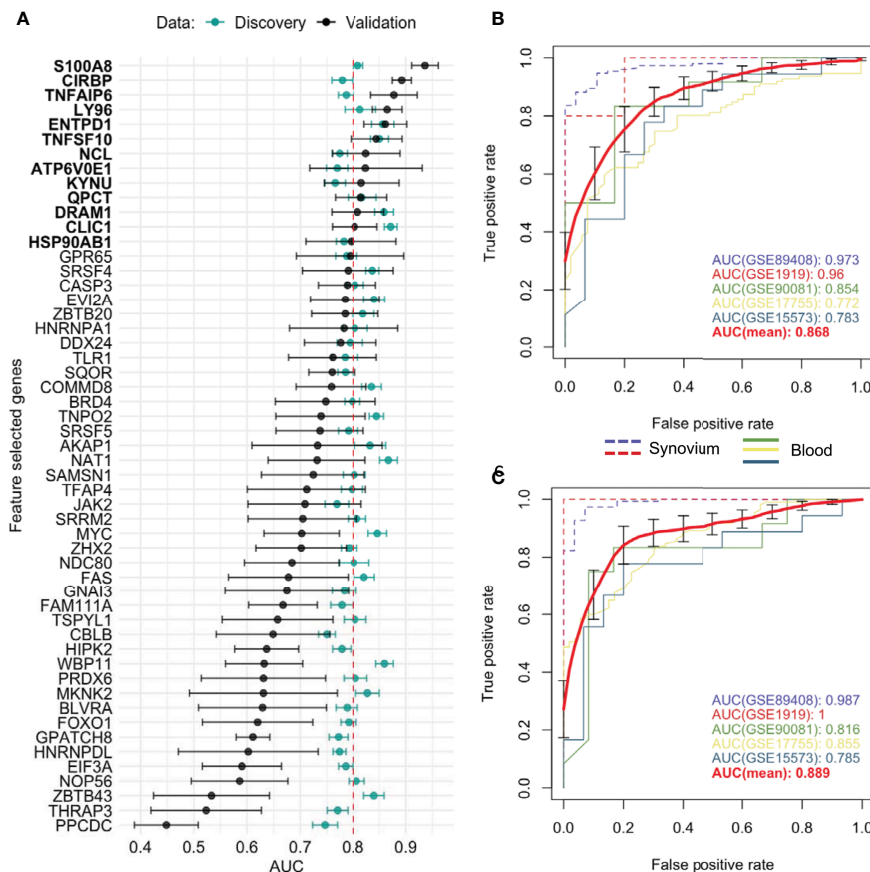 A
Data: Discovery Validation
S100A8
CIRBP
TNFAIP6
LY96
ENTPD1
TNFSF10
NCL
ATP6V0E1
KYNU
QPCT
DRAM1
CLIC1
HSP90AB1
GPR65
SRSF4
CASP3
EVI2A
ZBTB20
HNRNPA1
DDX24
TLR1
SQOR
COMMD8
BRD4
TNPO2
SRSF5
AKAP1
NAT1
SAMSN1
TFAP4
JAK2
SRRM2
MYC
ZHX2
NDC80
FAS
GNAI3
FAM111A
TSPYL1
CBLB
HIPK2
WBP11
PRDX6
MKNK2
BLVRA
FOXO1
GPATCH8
HNRNPDL
EIF3A
NOP56
ZBTB43
THRAP3
PPCDC
Feature selected genes
0.4 0.5 0.6 0.7 0.8 0.9
AUC
B
True positive rate
1.0
0.8
0.6
0.4
0.2
0.0
AUC(GSE89408): 0.973
AUC(GSE1919): 0.96
AUC(GSE90081): 0.854
AUC(GSE17755): 0.772
AUC(GSE15573): 0.783
AUC(mean): 0.868
0.0 0.2 0.4 0.6 0.8 1.0
False positive rate
Synovium Blood
C
True positive rate
1.0
0.8
0.6
0.4
0.2
0.0
AUC(GSE89408): 0.987
AUC(GSE1919): 1
AUC(GSE90081): 0.816
AUC(GSE17755): 0.855
AUC(GSE15573): 0.785
AUC(mean): 0.889
0.0 0.2 0.4 0.6 0.8 1.0
False positive rate